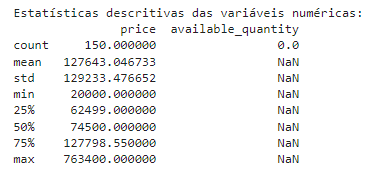 Estatísticas descritivas das variáveis numéricas:
price available_quantity
count 150.000000 0.0
mean 127643.046733 NaN
std 129233.476652 NaN
min 20000.000000 NaN
25% 62499.000000 NaN
50% 74500.000000 NaN
75% 127798.550000 NaN
max 763400.000000 NaN